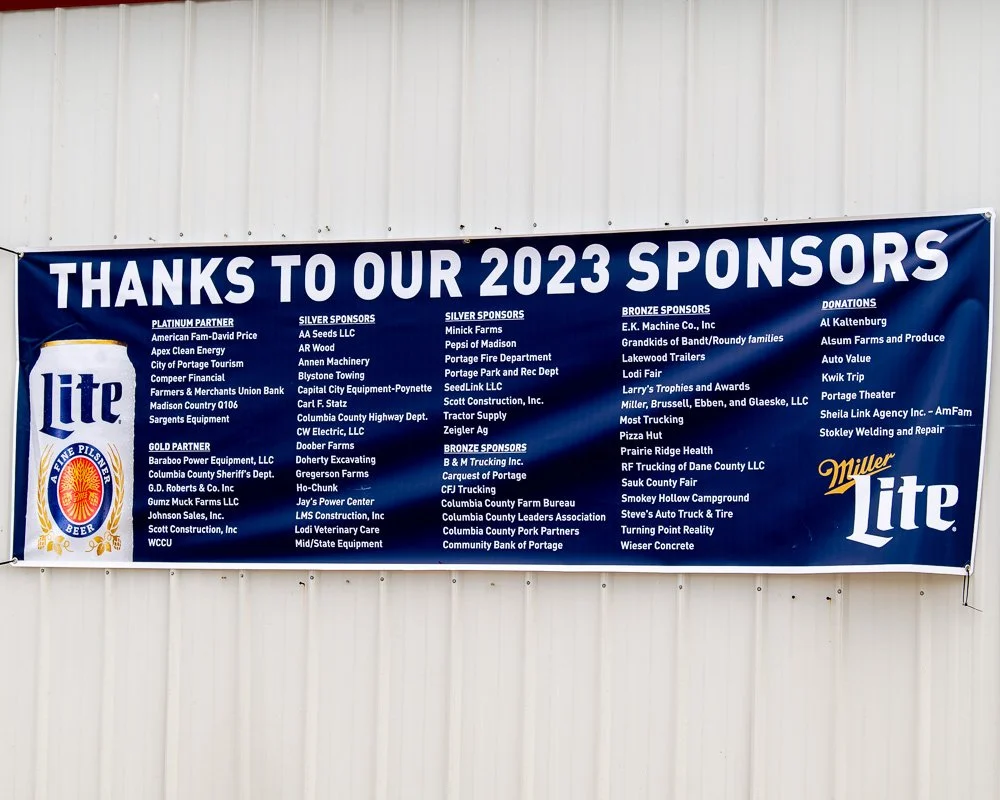 THANKS TO OUR 2023 SPONSORS
Lite
A FINE PILSNER
BEER
PLATINUM PARTNER
American Fam-David Price
Apex Clean Energy
City of Portage Tourism
Compeer Financial
Farmers & Merchants Union Bank
Madison Country Q106
Sargents Equipment
GOLD PARTNER
Baraboo Power Equipment, LLC
Columbia County Sheriff's Dept.
G.D. Roberts & Co. Inc
Gumz Muck Farms LLC
Johnson Sales, Inc.
Scott Construction, Inc
WCCU
SILVER SPONSORS
AA Seeds LLC
AR Wood
Annen Machinery
Blystone Towing
Capital City Equipment-Poynette
Carl F. Statz
Columbia County Highway Dept.
CW Electric, LLC
Doober Farms
Doherty Excavating
Gregerson Farms
Ho-Chunk
Jay's Power Center
LMS Construction, Inc
Lodi Veterinary Care
Mid/State Equipment
SILVER SPONSORS
Minick Farms
Pepsi of Madison
Portage Fire Department
Portage Park and Rec Dept
SeedLink LLC
Scott Construction, Inc.
Tractor Supply
Zeigler Ag
BRONZE SPONSORS
B & M Trucking Inc.
Carquest of Portage
CFJ Trucking
Columbia County Farm Bureau
Columbia County Leaders Association
Columbia County Pork Partners
Community Bank of Portage
BRONZE SPONSORS
E.K. Machine Co., Inc
Grandkids of Bandt/Roundy families
Lakewood Trailers
Lodi Fair
Larry's Trophies and Awards
Miller, Brussell, Ebben, and Glaeske, LLC
Most Trucking
Pizza Hut
Prairie Ridge Health
RF Trucking of Dane County LLC
Sauk County Fair
Smokey Hollow Campground
Steve's Auto Truck & Tire
Turning Point Reality
Wieser Concrete
DONATIONS
Al Kaltenburg
Alsum Farms and Produce
Auto Value
Kwik Trip
Portage Theater
Sheila Link Agency Inc. – AmFam
Stokley Welding and Repair
Miller
Lite